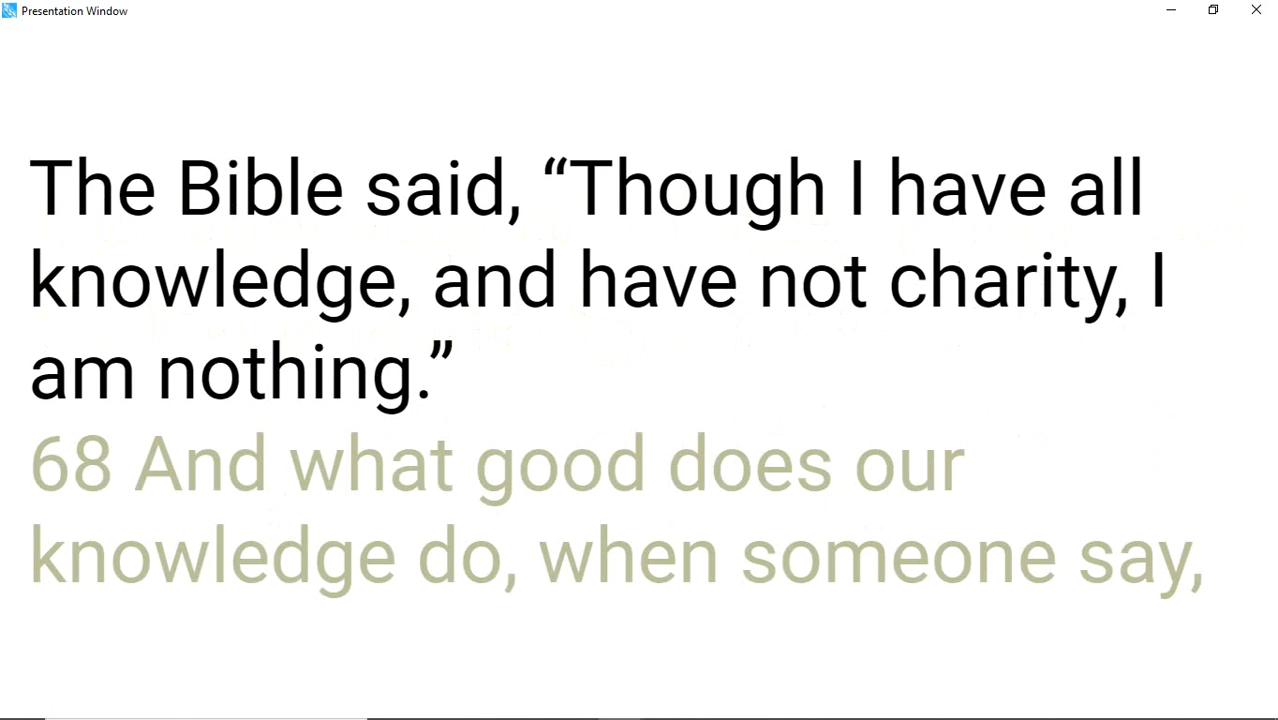 Presentation Window
The Bible said, “Though I have all
knowledge, and have not charity, I
am nothing.”
68 And what good does our
knowledge do, when someone say,